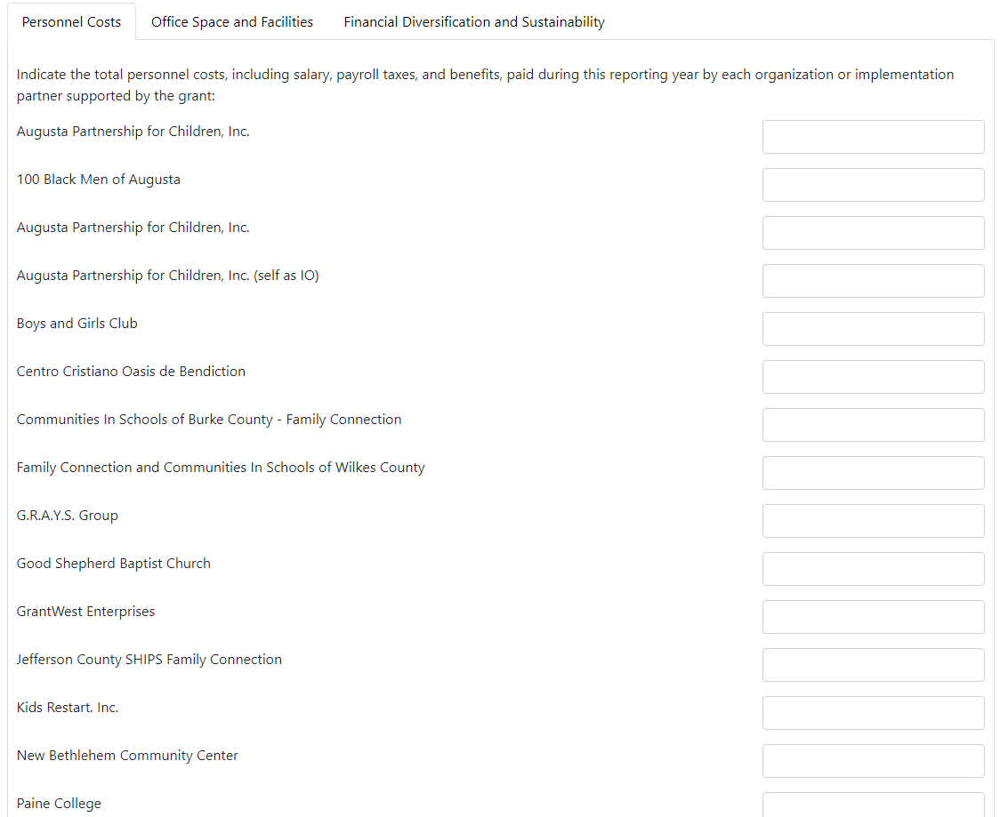 Personnel Costs Office Space and Facilities Financial Diversification and Sustainability
Indicate the total personnel costs, including salary, payroll taxes, and benefits, paid during this reporting year by each organization or implementation
partner supported by the grant:
Augusta Partnership for Children, Inc.
100 Black Men of Augusta
Augusta Partnership for Children, Inc.
Augusta Partnership for Children, Inc. (self as IO)
Boys and Girls Club
Centro Cristiano Oasis de Bendiction
Communities In Schools of Burke County - Family Connection
Family Connection and Communities In Schools of Wilkes County
G.R.A.Y.S. Group
Good Shepherd Baptist Church
GrantWest Enterprises
Jefferson County SHIPS Family Connection
Kids Restart. Inc.
New Bethlehem Community Center
Paine College